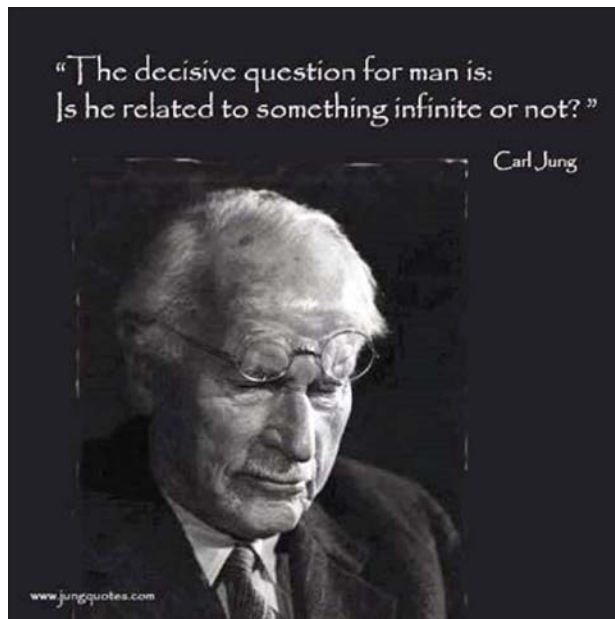 “The decisive question for man is:
Is he related to something infinite or not?”
Carl Jung
www.jungquotes.com